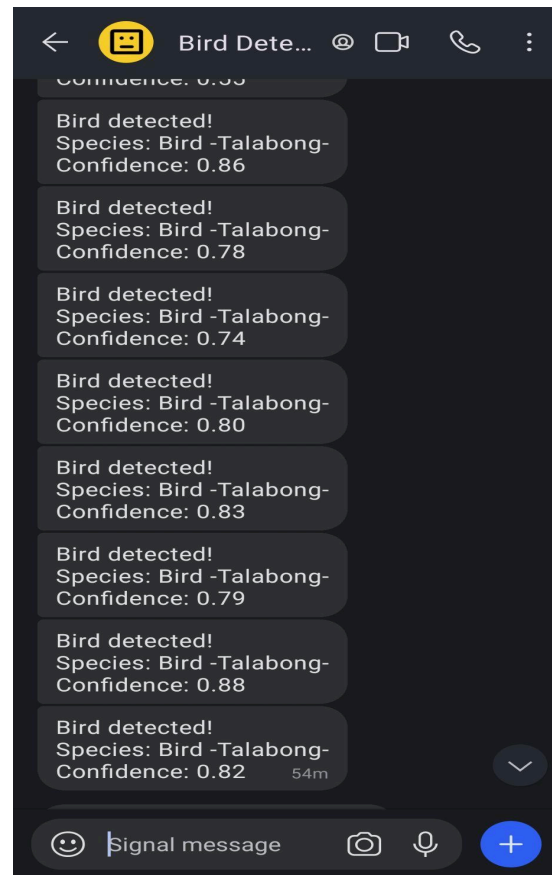 Bird Dete...
Bird detected!
Species: Bird -Talabong-
Confidence: 0.86
Bird detected!
Species: Bird -Talabong-
Confidence: 0.78
Bird detected!
Species: Bird -Talabong-
Confidence: 0.74
Bird detected!
Species: Bird -Talabong-
Confidence: 0.80
Bird detected!
Species: Bird -Talabong-
Confidence: 0.83
Bird detected!
Species: Bird -Talabong-
Confidence: 0.79
Bird detected!
Species: Bird -Talabong-
Confidence: 0.88
Bird detected!
Species: Bird -Talabong-
Confidence: 0.82 54m
Signal message